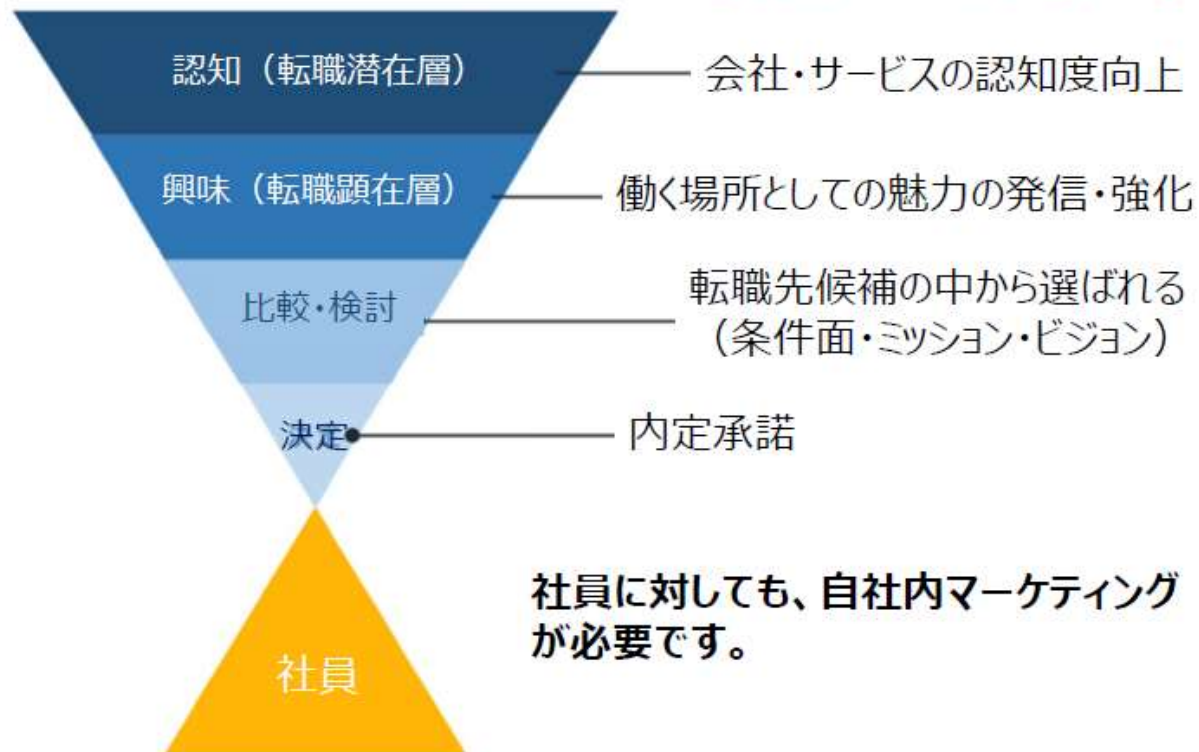 認知（転職潜在層）
会社・サービスの認知度向上
興味（転職顕在層）
働く場所としての魅力の発信・強化
比較・検討
転職先候補の中から選ばれる
（条件面・ミッション・ビジョン）
決定
内定承諾
社員に対しても、自社内マーケティング
が必要です。
社員